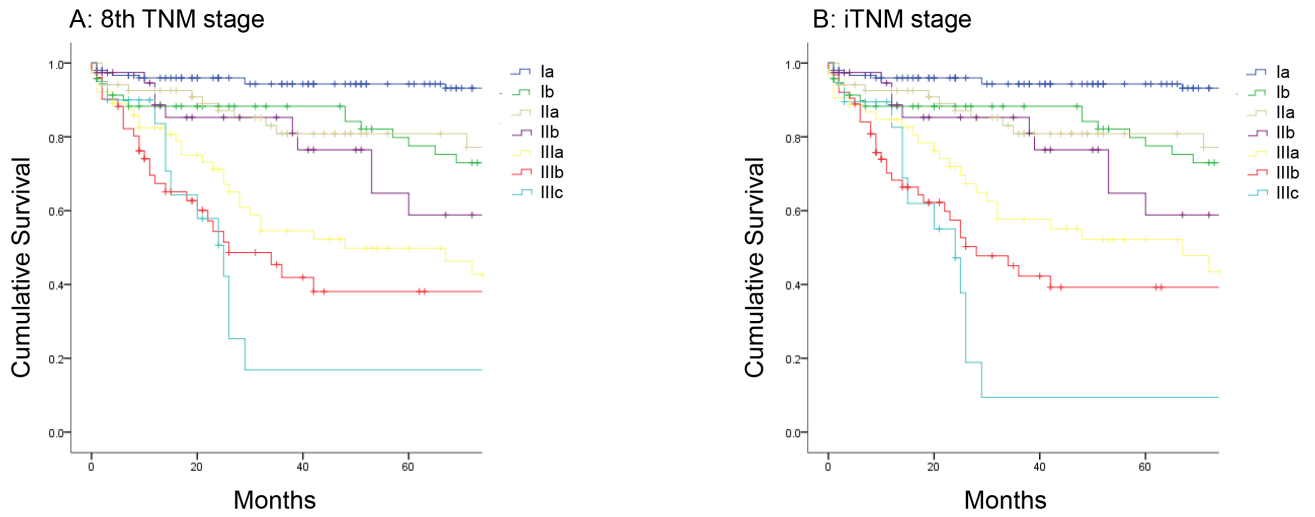 A: 8th TNM stage
1.0
0.8
0.6
0.4
0.2
0.0
0
20
40
60
Cumulative Survival
Months
Ia
Ib
IIa
IIb
IIIa
IIIb
IIIc
B: iTNM stage
1.0
0.8
0.6
0.4
0.2
0.0
0
20
40
60
Cumulative Survival
Months
Ia
Ib
IIa
IIb
IIIa
IIIb
IIIc